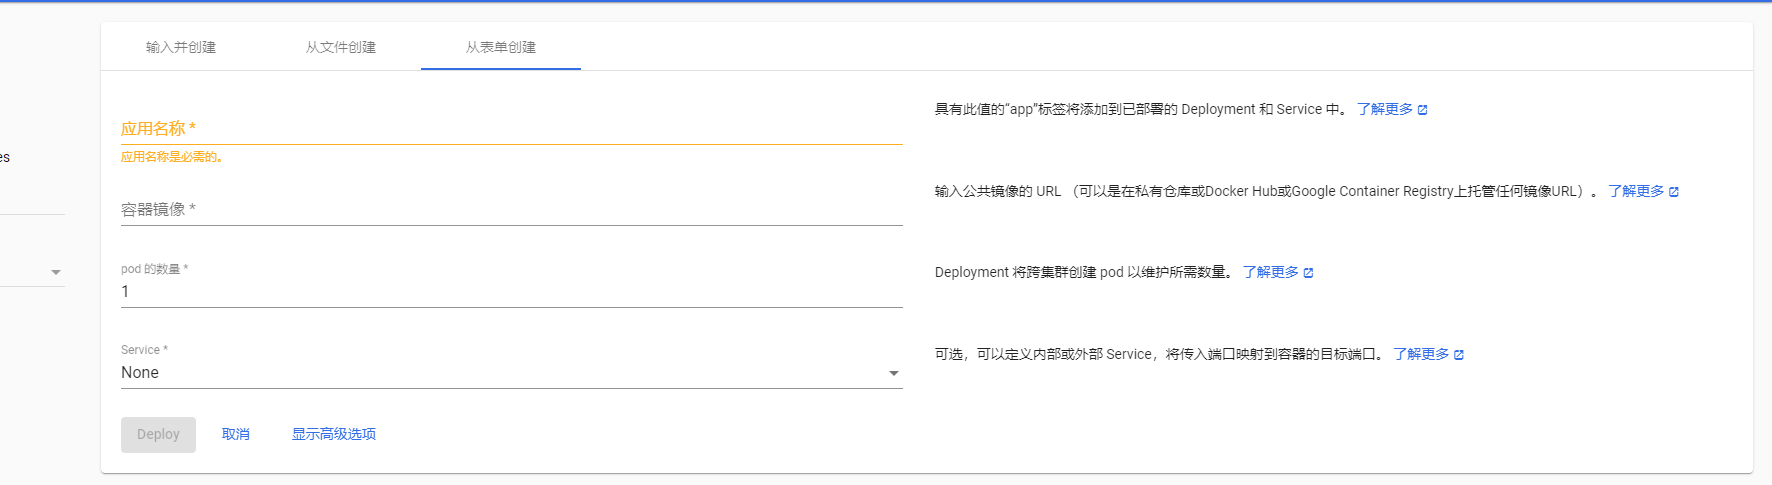 输入并创建
从文件创建
从表单创建
es
应用名称 *
应用名称是必需的。
具有此值的“app”标签将添加到已部署的 Deployment 和 Service 中。 了解更多
容器镜像 *
输入公共镜像的 URL （可以是在私有仓库或Docker Hub或Google Container Registry上托管任何镜像URL）。 了解更多
pod 的数量 *
1
Deployment 将跨集群创建 pod 以维护所需数量。 了解更多
Service *
None
可选，可以定义内部或外部 Service，将传入端口映射到容器的目标端口。 了解更多
Deploy
取消
显示高级选项